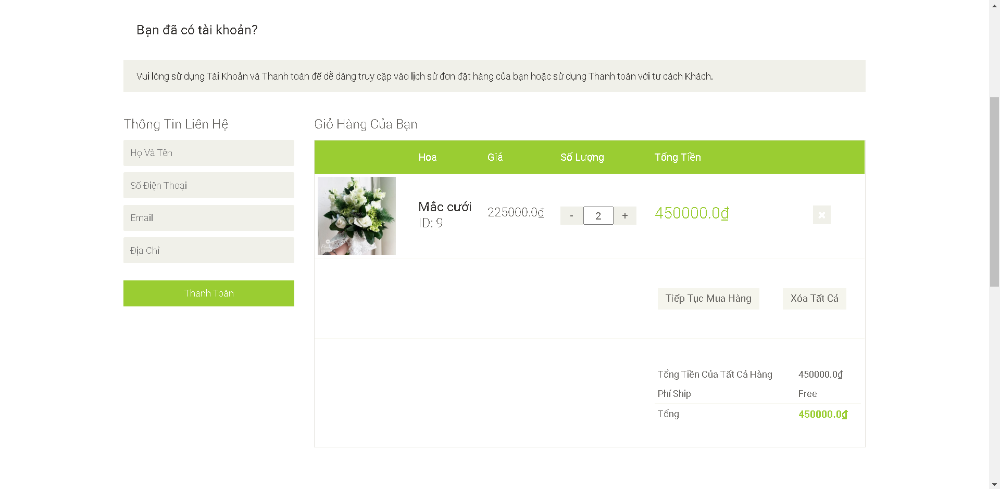 Bạn đã có tài khoản?
Vui lòng sử dụng Tài Khoản và Thanh toán để dễ dàng truy cập vào lịch sử đơn đặt hàng của bạn hoặc sử dụng Thanh toán với tư cách Khách.
Thông Tin Liên Hệ
Họ Và Tên
Số Điện Thoại
Email
Địa Chỉ
Thanh Toán
Giỏ Hàng Của Bạn
Hoa Giá Số Lượng Tổng Tiền
Mắc cưới
ID: 9
225000.0₫
- 2 +
450000.0₫
Tiếp Tục Mua Hàng Xóa Tất Cả
Tổng Tiền Của Tất Cả Hàng 450000.0₫
Phí Ship Free
Tổng 450000.0₫